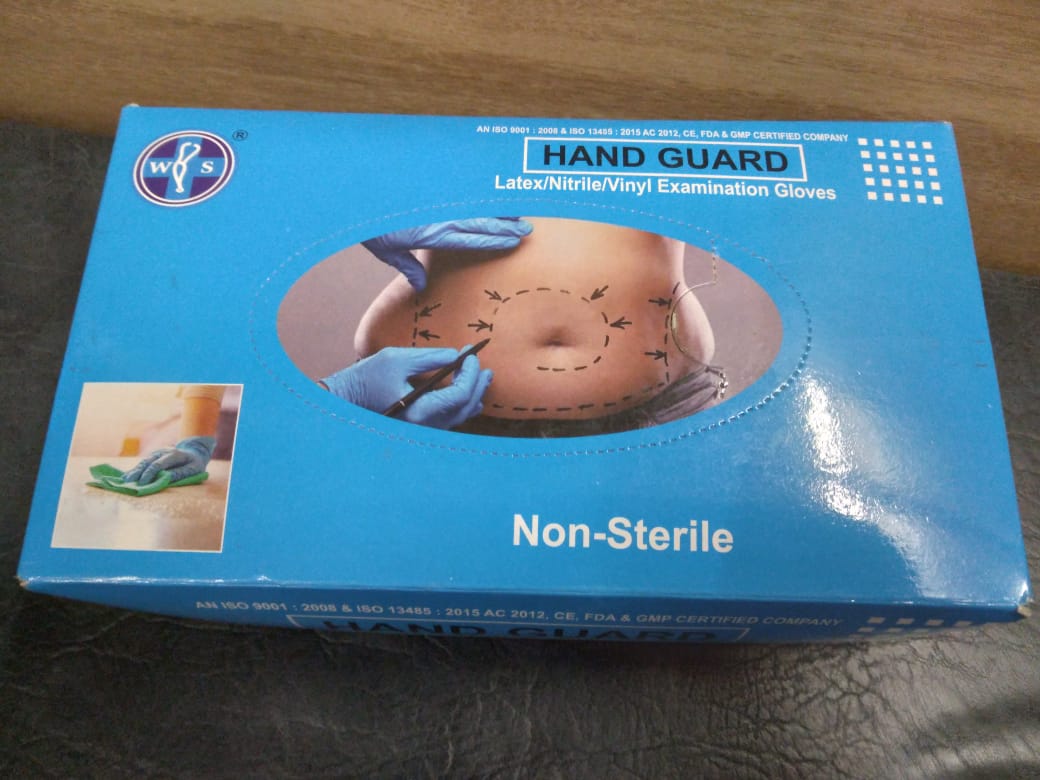 W S ®
AN ISO 9001 : 2008 & ISO 13485 : 2015 AC 2012, CE, FDA & GMP CERTIFIED COMPANY
HAND GUARD
Latex/Nitrile/Vinyl Examination Gloves
Non-Sterile
AN ISO 9001 : 2008 & ISO 13485 : 2015 AC 2012, CE, FDA & GMP CERTIFIED COMPANY
HAND GUARD